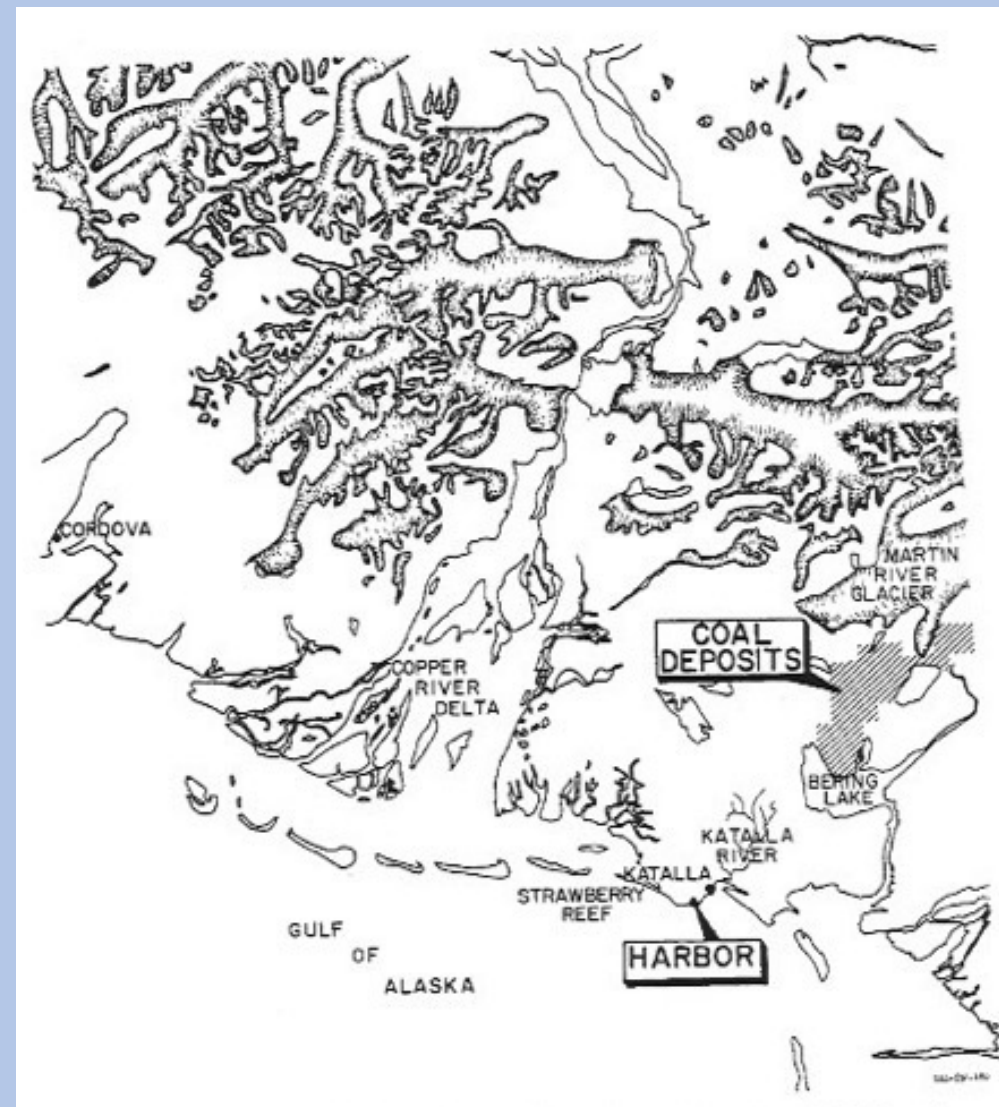 CORDOVA
MARTIN
RIVER
GLACIER
COAL
DEPOSITS
COPPER
RIVER
DELTA
BERING
LAKE
KATALLA
RIVER
KATALLA
STRAWBERRY
REEF
HARBOR
GULF
OF
ALASKA